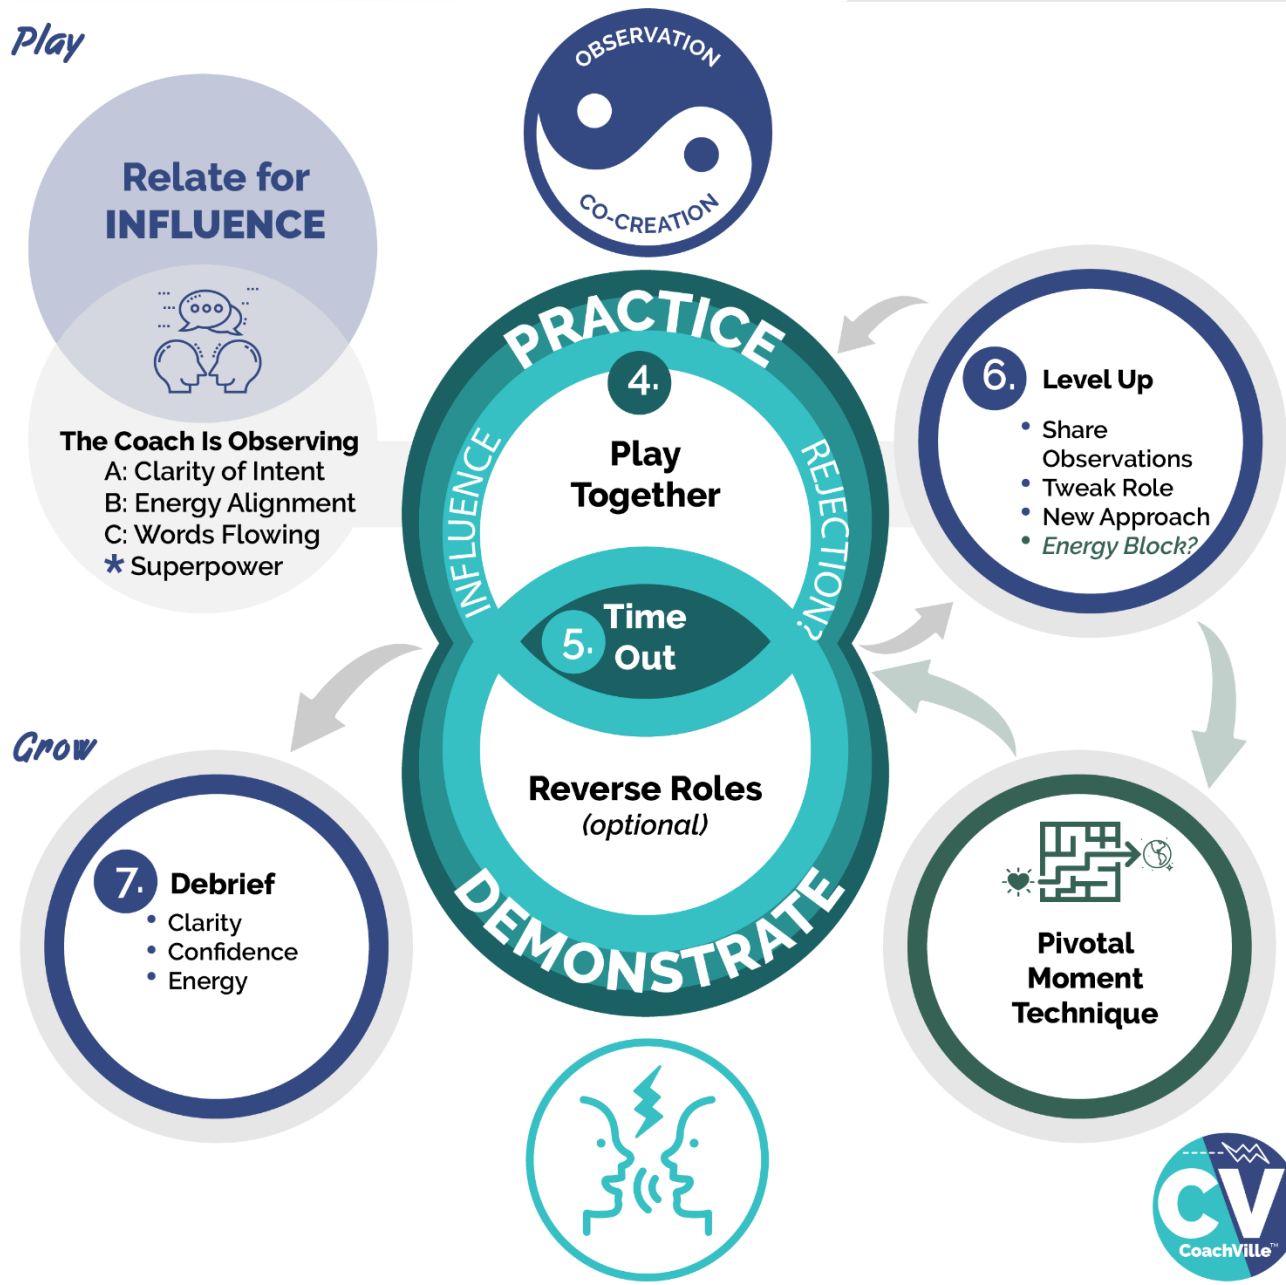 Play
OBSERVATION
CO-CREATION
Relate for
INFLUENCE
The Coach Is Observing
A: Clarity of Intent
B: Energy Alignment
C: Words Flowing
* Superpower
PRACTICE
INFLUENCE
REJECTION?
4.
Play
Together
5.
Time
Out
Reverse Roles
(optional)
DEMONSTRATE
6.
Level Up
• Share
Observations
• Tweak Role
• New Approach
• Energy Block?
Grow
7.
Debrief
• Clarity
• Confidence
• Energy
Pivotal
Moment
Technique
CV
CoachVille™